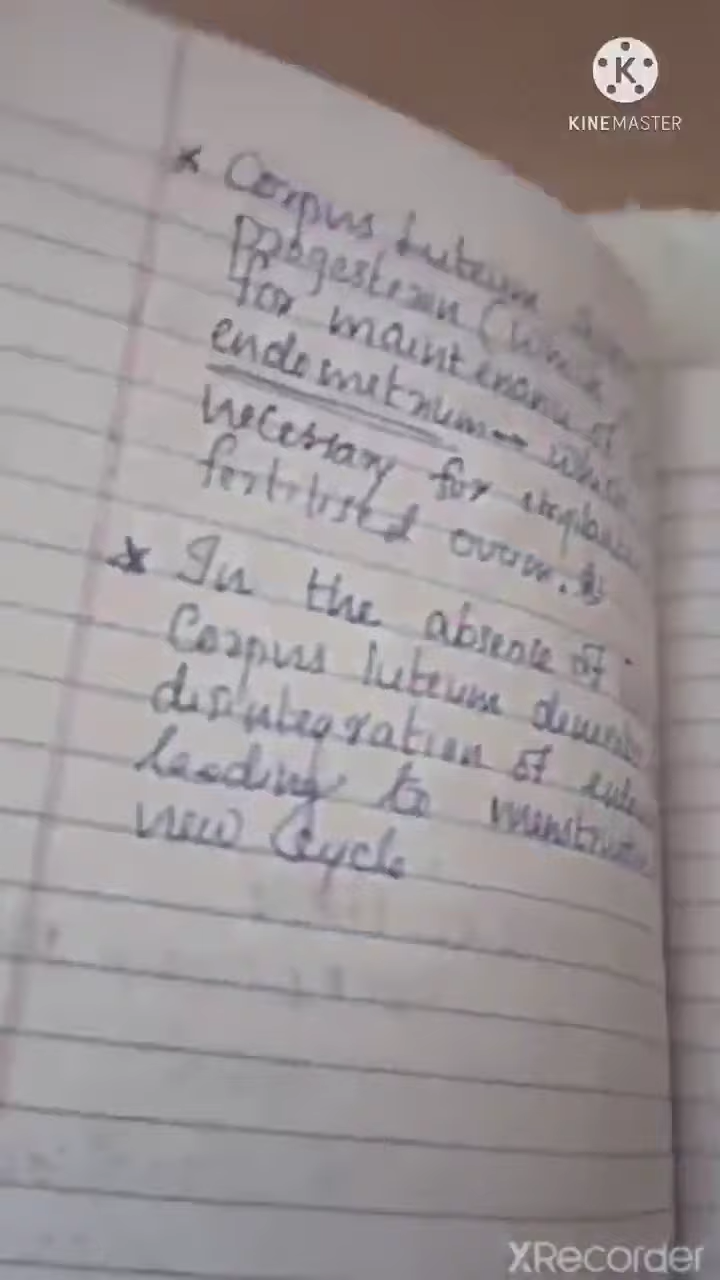 K
KINEMASTER
* Corpus luteum
Progesteron (which
for maintenance of
endometrium which
necessary for
fertilised ovum.
* In the absence of
Corpus luteum
disintegration of
leading to
new Cycle
XRecorder